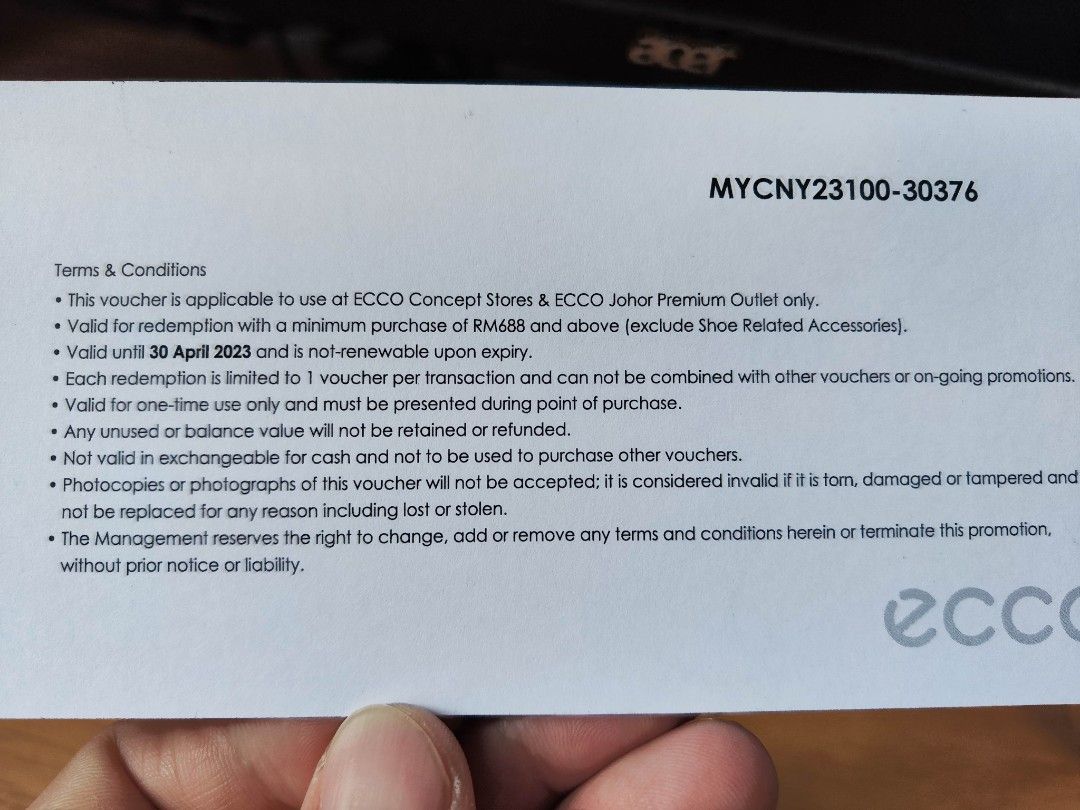 acer
MYCNY23100-30376
Terms & Conditions
• This voucher is applicable to use at ECCO Concept Stores & ECCO Johor Premium Outlet only.
• Valid for redemption with a minimum purchase of RM688 and above (exclude Shoe Related Accessories).
• Valid until 30 April 2023 and is not-renewable upon expiry.
• Each redemption is limited to 1 voucher per transaction and can not be combined with other vouchers or on-going promotions.
• Valid for one-time use only and must be presented during point of purchase.
• Any unused or balance value will not be retained or refunded.
• Not valid in exchangeable for cash and not to be used to purchase other vouchers.
• Photocopies or photographs of this voucher will not be accepted; it is considered invalid if it is torn, damaged or tampered and
not be replaced for any reason including lost or stolen.
• The Management reserves the right to change, add or remove any terms and conditions herein or terminate this promotion,
without prior notice or liability.
ecco